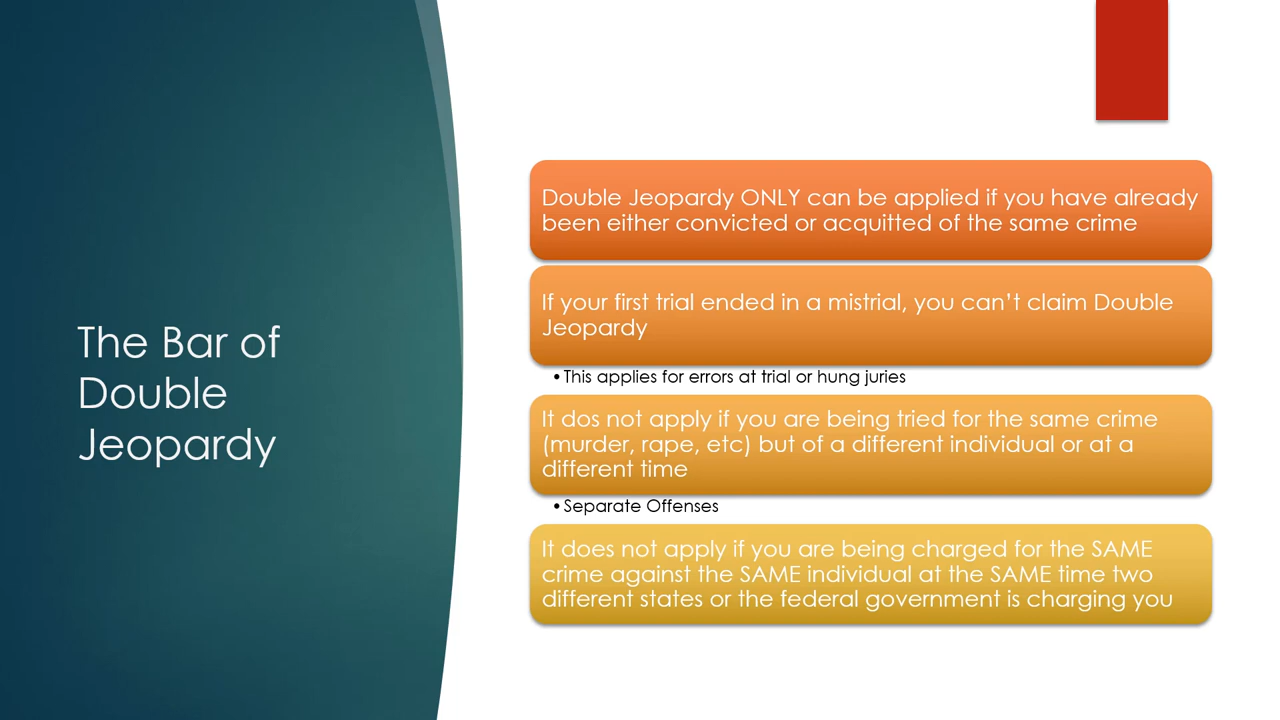 The Bar of
Double
Jeopardy
Double Jeopardy ONLY can be applied if you have already
been either convicted or acquitted of the same crime
If your first trial ended in a mistrial, you can’t claim Double
Jeopardy
•This applies for errors at trial or hung juries
It dos not apply if you are being tried for the same crime
(murder, rape, etc) but of a different individual or at a
different time
•Separate Offenses
It does not apply if you are being charged for the SAME
crime against the SAME individual at the SAME time two
different states or the federal government is charging you